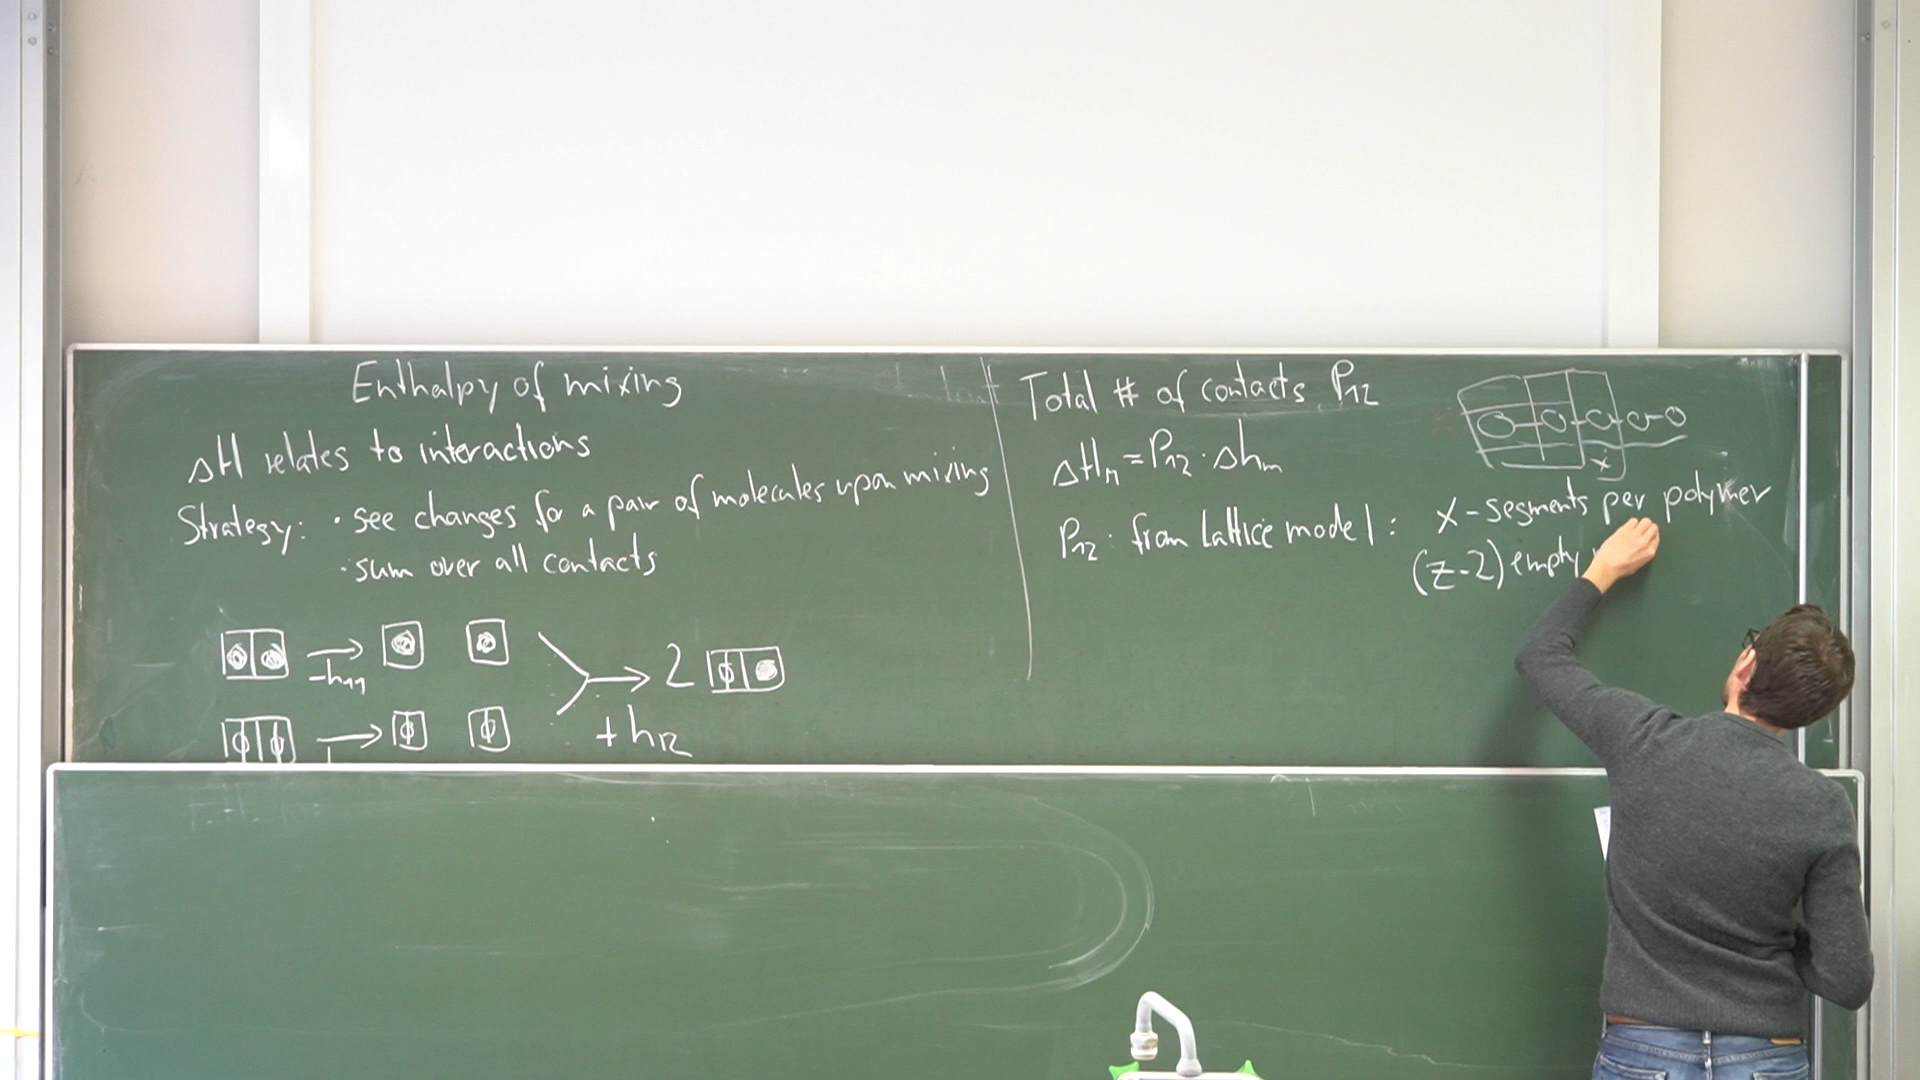 Enthalpy of mixing
ΔH relates to interactions
Strategy: • see changes for a pair of molecules upon mixing
• sum over all contacts
-h11
2
+h12
Total # of contacts P12
ΔHm = P12 · Δhm
x
P12: from Lattice model: x - segments per polymer
(z-2) empty